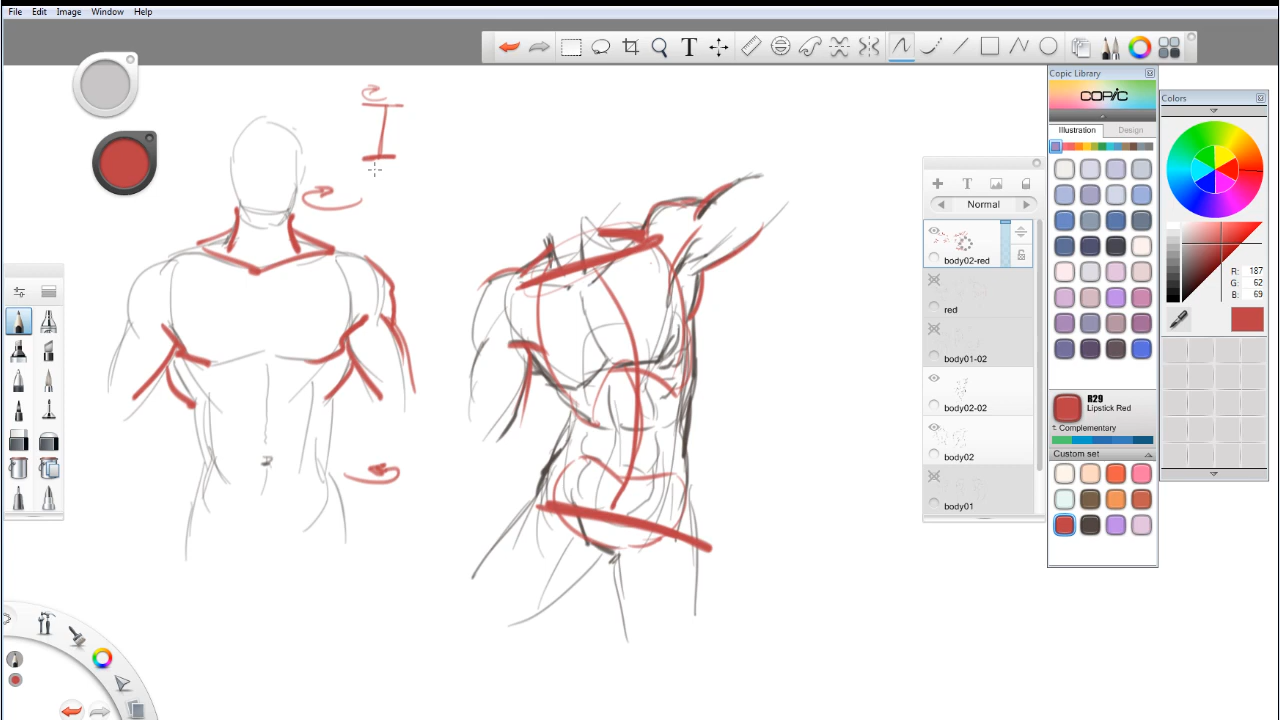 File Edit Image Window Help
T
Copic Library
COPIC
Colors
Illustration Design
T
Normal
body02-red
red
body01-02
body02-02
body02
body01
R: 187
G: 62
B: 69
R29
Lipstick Red
Complementary
Custom set